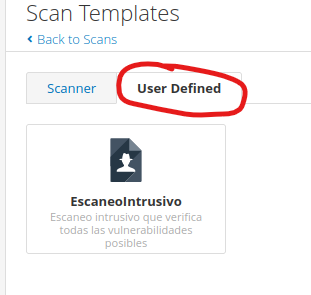 Scan Templates
Back to Scans
Scanner
User Defined
EscaneoIntrusivo
Escaneo intrusivo que verifica
todas las vulnerabilidades
posibles